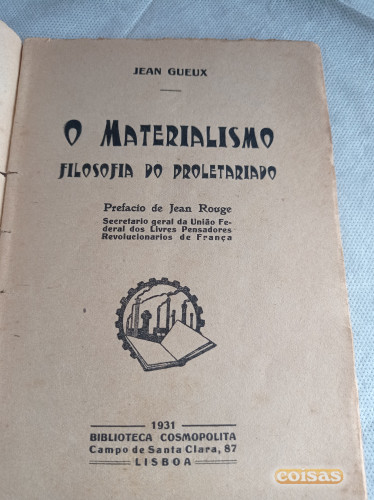 JEAN GUEUX
O MATERIALISMO
FILOSOFIA DO PROLETARIADO
Prefacio de Jean Rouge
Secretario geral da União Fe-
deral dos Livres Pensadores
Revolucionarios de França
1931
BIBLIOTECA COSMOPOLITA
Campo de Santa Clara, 87
LISBOA
coisas